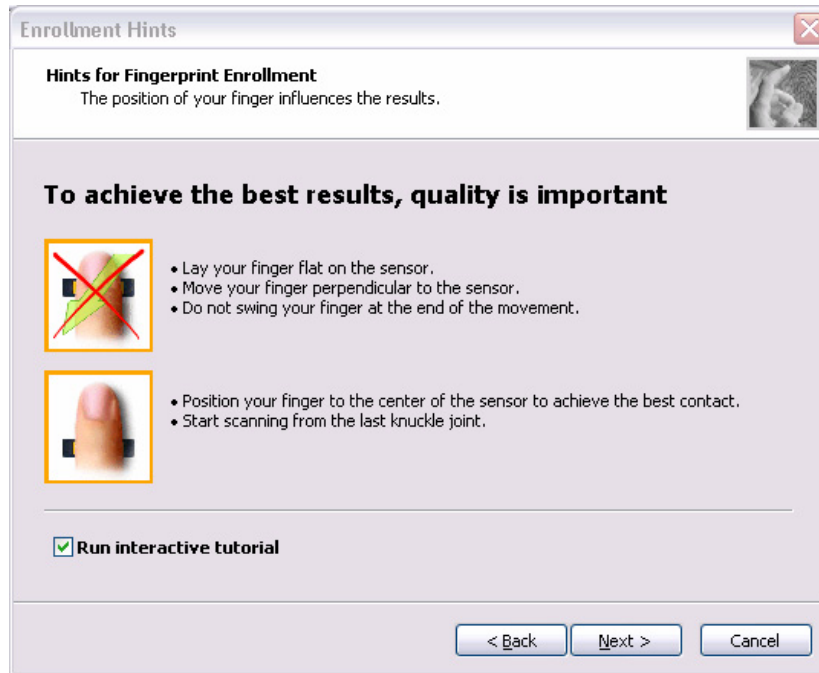 Enrollment Hints
Hints for Fingerprint Enrollment
The position of your finger influences the results.
To achieve the best results, quality is important
• Lay your finger flat on the sensor.
• Move your finger perpendicular to the sensor.
• Do not swing your finger at the end of the movement.
• Position your finger to the center of the sensor to achieve the best contact.
• Start scanning from the last knuckle joint.
Run interactive tutorial
< Back Next > Cancel